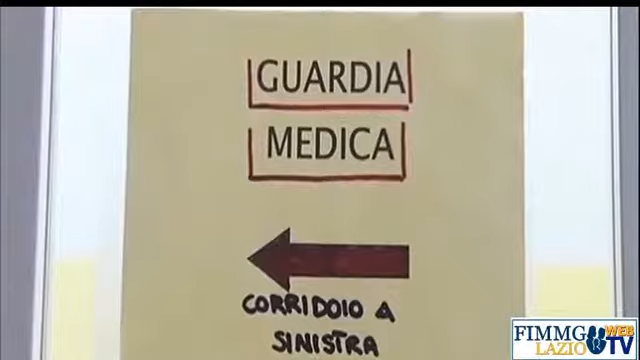 GUARDIA
MEDICA
CORRIDOIO A
SINISTRA
FIMMG WEB
LAZIO TV